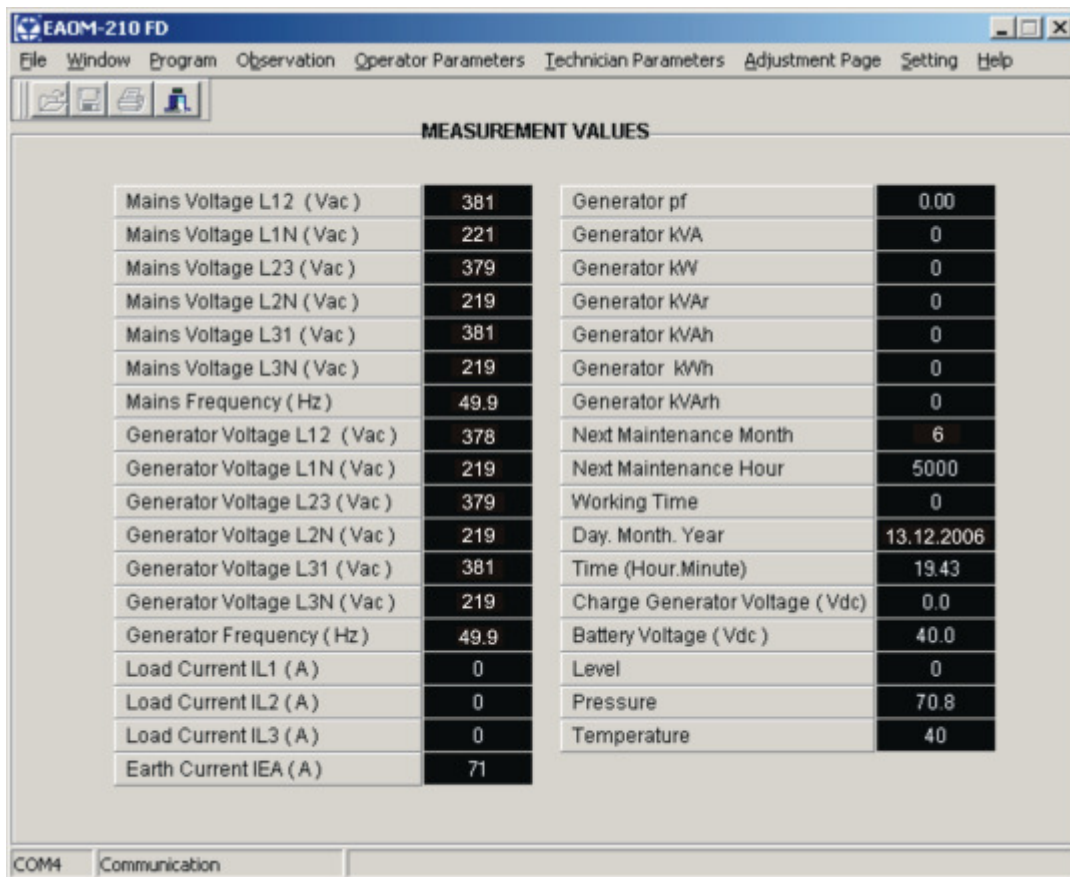 EAOM-210 FD
File Window Program Observation Operator Parameters Technician Parameters Adjustment Page Setting Help
MEASUREMENT VALUES
Mains Voltage L12 ( Vac ) 381 Generator pf 0.00
Mains Voltage L1N ( Vac ) 221 Generator kVA 0
Mains Voltage L23 ( Vac ) 379 Generator kW 0
Mains Voltage L2N ( Vac ) 219 Generator kVAr 0
Mains Voltage L31 ( Vac ) 381 Generator kVAh 0
Mains Voltage L3N ( Vac ) 219 Generator kWh 0
Mains Frequency ( Hz ) 49.9 Generator kVArh 0
Generator Voltage L12 ( Vac ) 378 Next Maintenance Month 6
Generator Voltage L1N ( Vac ) 219 Next Maintenance Hour 5000
Generator Voltage L23 ( Vac ) 379 Working Time 0
Generator Voltage L2N ( Vac ) 219 Day. Month. Year 13.12.2006
Generator Voltage L31 ( Vac ) 381 Time (Hour.Minute) 19.43
Generator Voltage L3N ( Vac ) 219 Charge Generator Voltage ( Vdc) 0.0
Generator Frequency ( Hz ) 49.9 Battery Voltage ( Vdc ) 40.0
Load Current IL1 ( A ) 0 Level 0
Load Current IL2 ( A ) 0 Pressure 70.8
Load Current IL3 ( A ) 0 Temperature 40
Earth Current IEA ( A ) 71
COM4 Communication